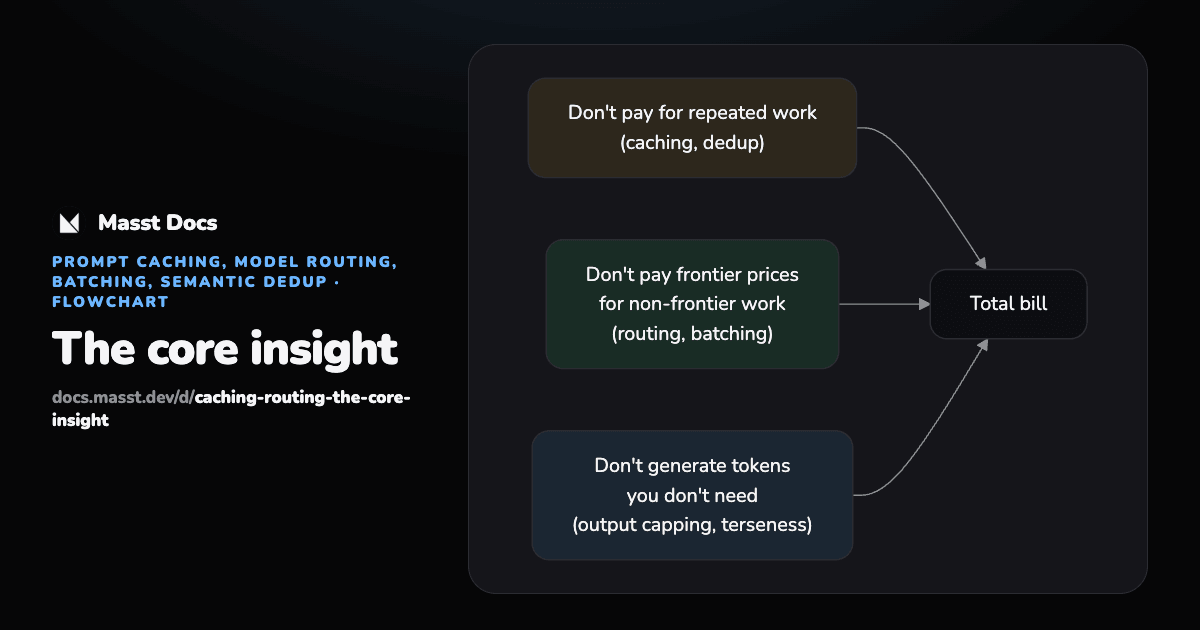 Masst Docs
PROMPT CACHING, MODEL ROUTING,
BATCHING, SEMANTIC DEDUP ·
FLOWCHART
The core insight
docs.masst.dev/d/caching-routing-the-core-
insight
Don't pay for repeated work
(caching, dedup)
Don't pay frontier prices
for non-frontier work
(routing, batching)
Don't generate tokens
you don't need
(output capping, terseness)
Total bill